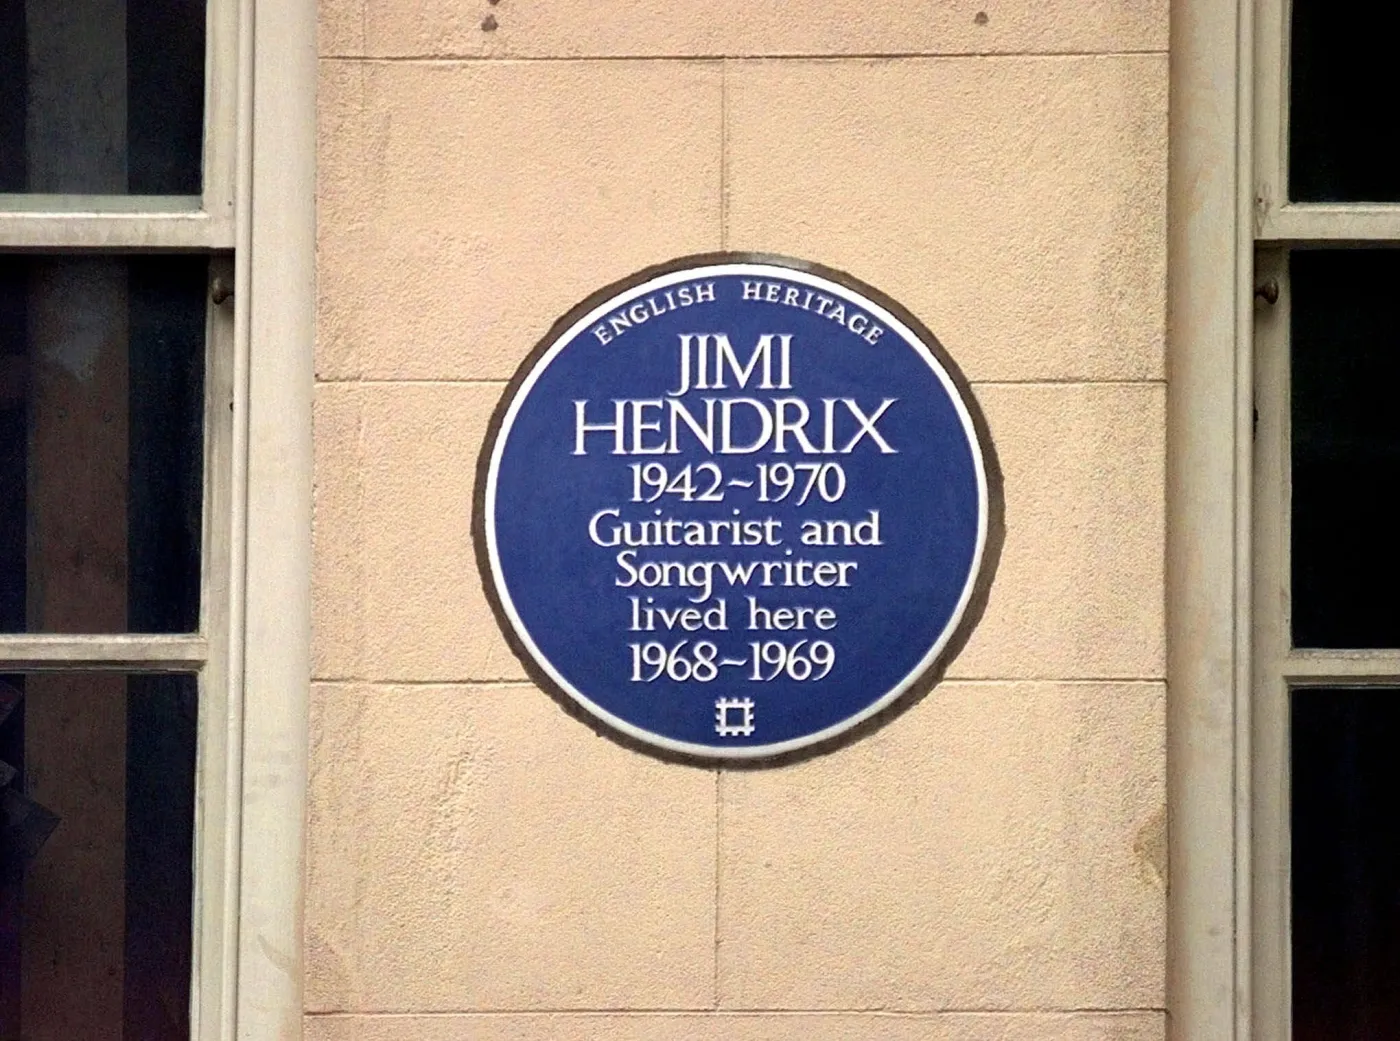 ENGLISH HERITAGE
JIMI
HENDRIX
1942~1970
Guitarist and
Songwriter
lived here
1968~1969